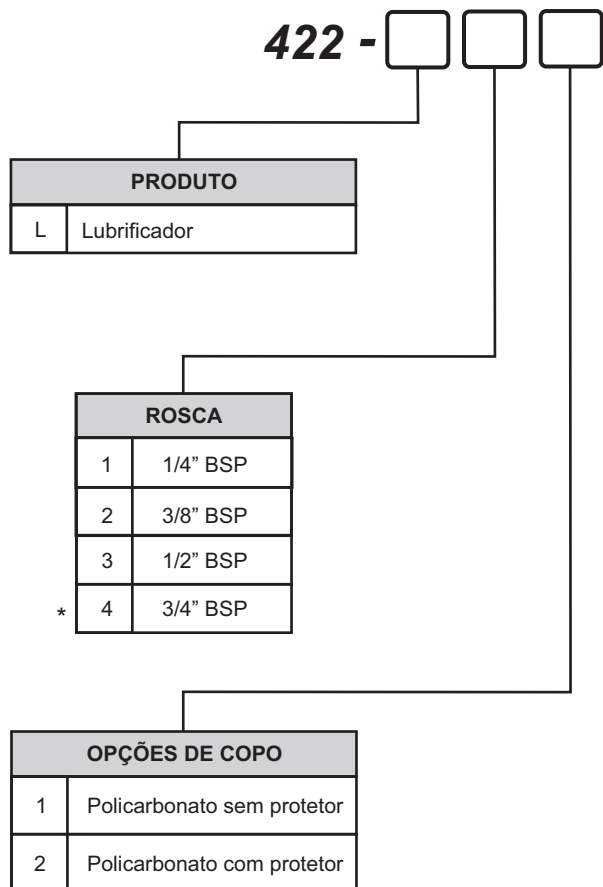 422 -
PRODUTO
L Lubrificador
ROSCA
1 1/4” BSP
2 3/8” BSP
3 1/2” BSP
* 4 3/4” BSP
OPÇÕES DE COPO
1 Policarbonato sem protetor
2 Policarbonato com protetor